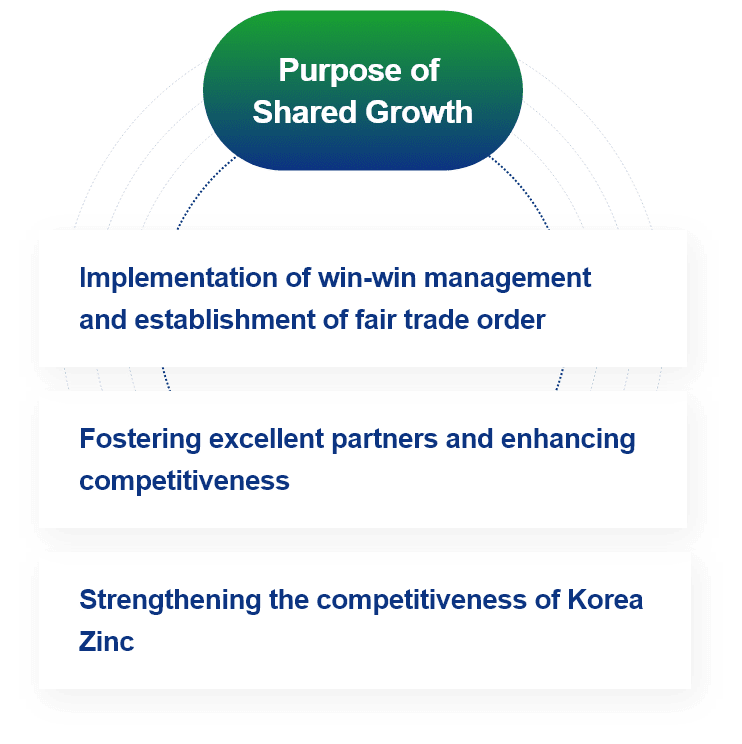 Purpose of
Shared Growth
Implementation of win-win management
and establishment of fair trade order
Fostering excellent partners and enhancing
competitiveness
Strengthening the competitiveness of Korea
Zinc